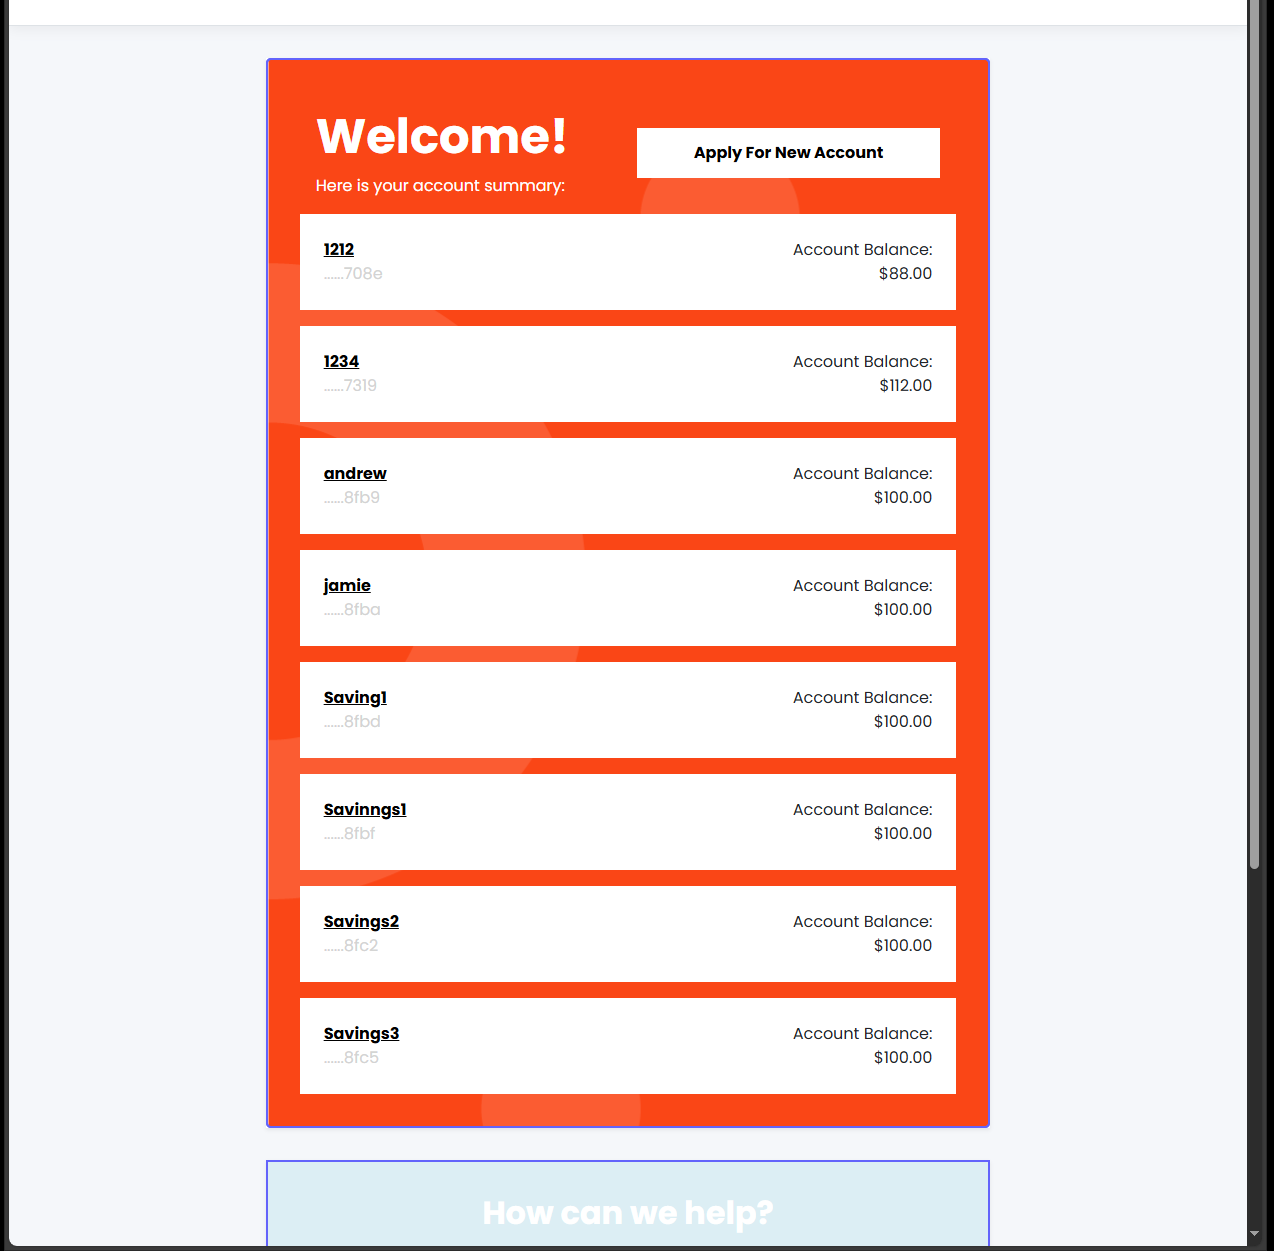 Welcome!
Apply For New Account
Here is your account summary:
1212
Account Balance:
......708e
$88.00
1234
Account Balance:
......7319
$112.00
andrew
Account Balance:
......8fb9
$100.00
jamie
Account Balance:
......8fba
$100.00
Saving1
Account Balance:
......8fbd
$100.00
Savinngs1
Account Balance:
......8fbf
$100.00
Savings2
Account Balance:
......8fc2
$100.00
Savings3
Account Balance:
......8fc5
$100.00
How can we help?